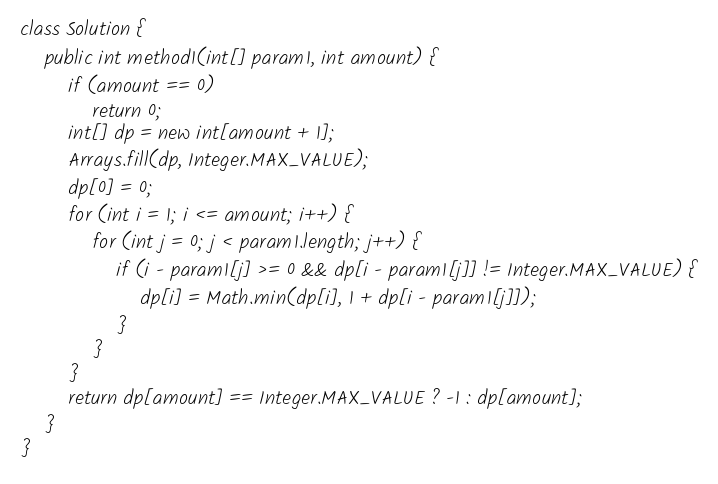 class Solution {
public int method1(int[] param1, int amount) {
if (amount == 0)
return 0;
int[] dp = new int[amount + 1];
Arrays.fill(dp, Integer.MAX_VALUE);
dp[0] = 0;
for (int i = 1; i <= amount; i++) {
for (int j = 0; j < param1.length; j++) {
if (i - param1[j] >= 0 && dp[i - param1[j]] != Integer.MAX_VALUE) {
dp[i] = Math.min(dp[i], 1 + dp[i - param1[j]]);
}
}
}
return dp[amount] == Integer.MAX_VALUE ? -1 : dp[amount];
}
}